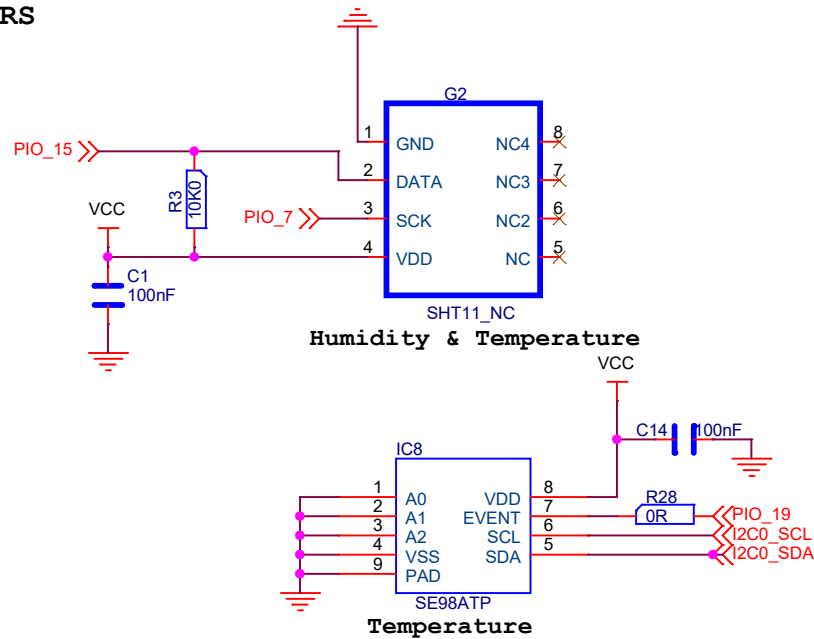 RS
G2
1 GND NC4 8
PIO_15
2 DATA NC3 7
R3
10K0
PIO_7 3 SCK NC2 6
VCC
4 VDD NC 5
C1
100nF
SHT11_NC
Humidity & Temperature
VCC
C14 100nF
IC8
1 A0 VDD 8
R28
2 A1 EVENT 7 0R PIO_19
3 A2 SCL 6 I2C0_SCL
4 VSS SDA 5 I2C0_SDA
9 PAD
SE98ATP
Temperature